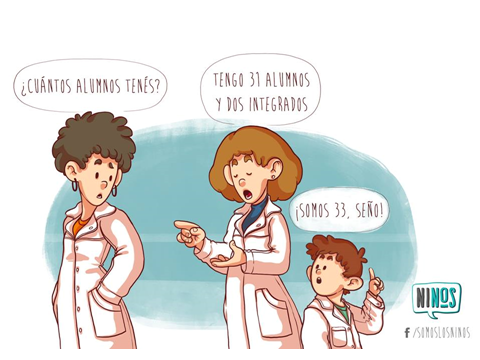 ¿CUÁNTOS ALUMNOS TENÉS?
TENGO 31 ALUMNOS
Y DOS INTEGRADOS
¡SOMOS 33, SEÑO!
NINOS
f/SOMOSLOSNINOS